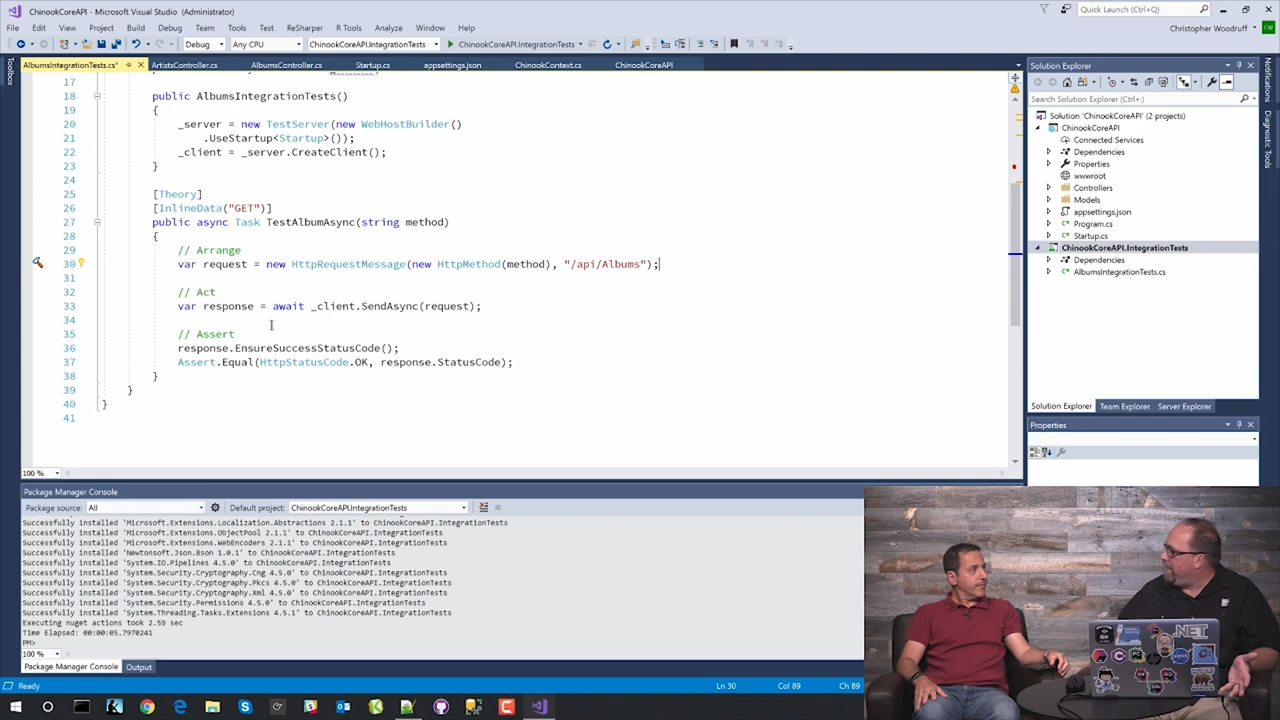 ChinookCoreAPI - Microsoft Visual Studio (Administrator)
Quick Launch (Ctrl+Q)
File Edit View Project Build Debug Team Tools Test ReSharper R Tools Analyze Window Help
Christopher Woodruff
CW
Debug Any CPU ChinookCoreAPI.IntegrationTests ChinookCoreAPI.IntegrationTests
Toolbox
AlbumsIntegrationTests.cs* ArtistsController.cs AlbumsController.cs Startup.cs appsettings.json ChinookContext.cs ChinookCoreAPI
17
18 public AlbumsIntegrationTests()
19 {
20 _server = new TestServer(new WebHostBuilder()
21 .UseStartup<Startup>());
22 _client = _server.CreateClient();
23 }
24
25 [Theory]
26 [InlineData("GET")]
27 public async Task TestAlbumAsync(string method)
28 {
29 // Arrange
30 var request = new HttpRequestMessage(new HttpMethod(method), "/api/Albums");
31
32 // Act
33 var response = await _client.SendAsync(request);
34
35 // Assert
36 response.EnsureSuccessStatusCode();
37 Assert.Equal(HttpStatusCode.OK, response.StatusCode);
38 }
39 }
40 }
41
100 %
Solution Explorer
Search Solution Explorer (Ctrl+;)
Solution 'ChinookCoreAPI' (2 projects)
ChinookCoreAPI
Connected Services
Dependencies
Properties
wwwroot
Controllers
Models
appsettings.json
Program.cs
Startup.cs
ChinookCoreAPI.IntegrationTests
Dependencies
AlbumsIntegrationTests.cs
Solution Explorer Team Explorer Server Explorer
Properties
Notifications
Diagnostic Tools
Package Manager Console
Package source: All Default project: ChinookCoreAPI.IntegrationTests
Successfully installed 'Microsoft.Extensions.Localization.Abstractions 2.1.1' to ChinookCoreAPI.IntegrationTests
Successfully installed 'Microsoft.Extensions.ObjectPool 2.1.1' to ChinookCoreAPI.IntegrationTests
Successfully installed 'Microsoft.Extensions.WebEncoders 2.1.1' to ChinookCoreAPI.IntegrationTests
Successfully installed 'Newtonsoft.Json.Bson 1.0.1' to ChinookCoreAPI.IntegrationTests
Successfully installed 'System.IO.Pipelines 4.5.0' to ChinookCoreAPI.IntegrationTests
Successfully installed 'System.Security.Cryptography.Cng 4.5.0' to ChinookCoreAPI.IntegrationTests
Successfully installed 'System.Security.Cryptography.Pkcs 4.5.0' to ChinookCoreAPI.IntegrationTests
Successfully installed 'System.Security.Cryptography.Xml 4.5.0' to ChinookCoreAPI.IntegrationTests
Successfully installed 'System.Security.Permissions 4.5.0' to ChinookCoreAPI.IntegrationTests
Successfully installed 'System.Threading.Tasks.Extensions 4.5.1' to ChinookCoreAPI.IntegrationTests
Executing nuget actions took 2.59 sec
Time Elapsed: 00:00:05.7970241
PM>
100 %
Package Manager Console Output
Ready
Ln 30 Col 89 Ch 89
.NET